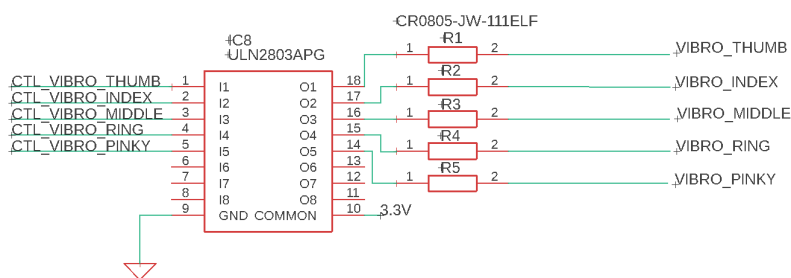 CR0805-JW-111ELF
IC8
ULN2803APG
1 R1 2 VIBRO_THUMB
CTL_VIBRO_THUMB 1 I1 O1 18
1 R2 2 VIBRO_INDEX
CTL_VIBRO_INDEX 2 I2 O2 17
1 R3 2 VIBRO_MIDDLE
CTL_VIBRO_MIDDLE 3 I3 O3 16
1 R4 2 VIBRO_RING
CTL_VIBRO_RING 4 I4 O4 15
1 R5 2 VIBRO_PINKY
CTL_VIBRO_PINKY 5 I5 O5 14
6 I6 O6 13
7 I7 O7 12
8 I8 O8 11
9 GND COMMON 10 3.3V